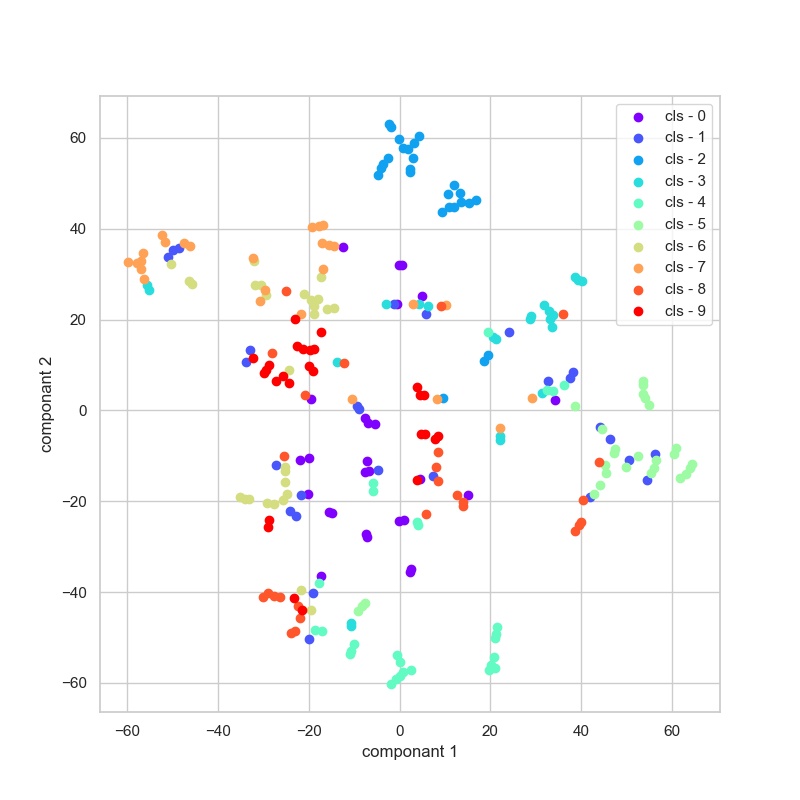 cls - 0
cls - 1
cls - 2
cls - 3
cls - 4
cls - 5
cls - 6
cls - 7
cls - 8
cls - 9
60
40
20
0
−20
−40
−60
componant 2
−60 −40 −20 0 20 40 60
componant 1